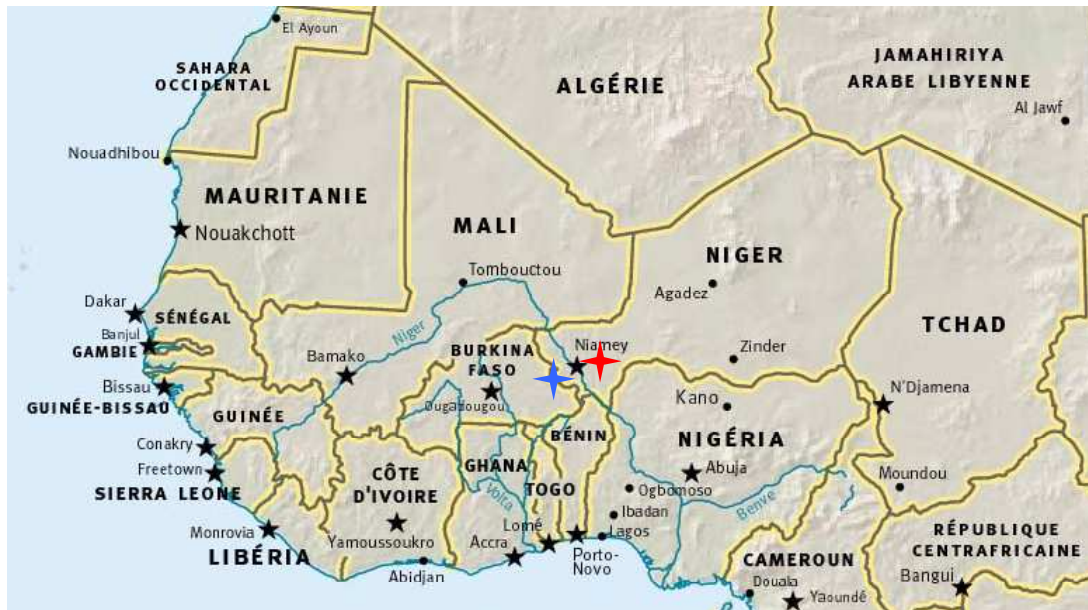 El Ayoun
SAHARA
OCCIDENTAL
ALGÉRIE
JAMAHIRIYA
ARABE LIBYENNE
Al Jawf
Nouadhibou
MAURITANIE
Nouakchott
MALI
Tombouctou
NIGER
Agadez
TCHAD
Dakar
SÉNÉGAL
Banjul
GAMBIE
Bamako
Niger
BURKINA
FASO
Niamey
Zinder
Bissau
GUINÉE-BISSAU
GUINÉE
Ougadougou
Kano
N'Djamena
Conakry
Freetown
SIERRA LEONE
CÔTE
D'IVOIRE
GHANA
BÉNIN
NIGÉRIA
Abuja
Moundou
Volta
TOGO
Ogbomoso
Ibadan
Benve
Monrovia
LIBÉRIA
Yamoussoukro
Accra
Lomé
Lagos
Porto-
Novo
Abidjan
CAMEROUN
Douala
Yaoundé
RÉPUBLIQUE
CENTRAFRICAINE
Bangui